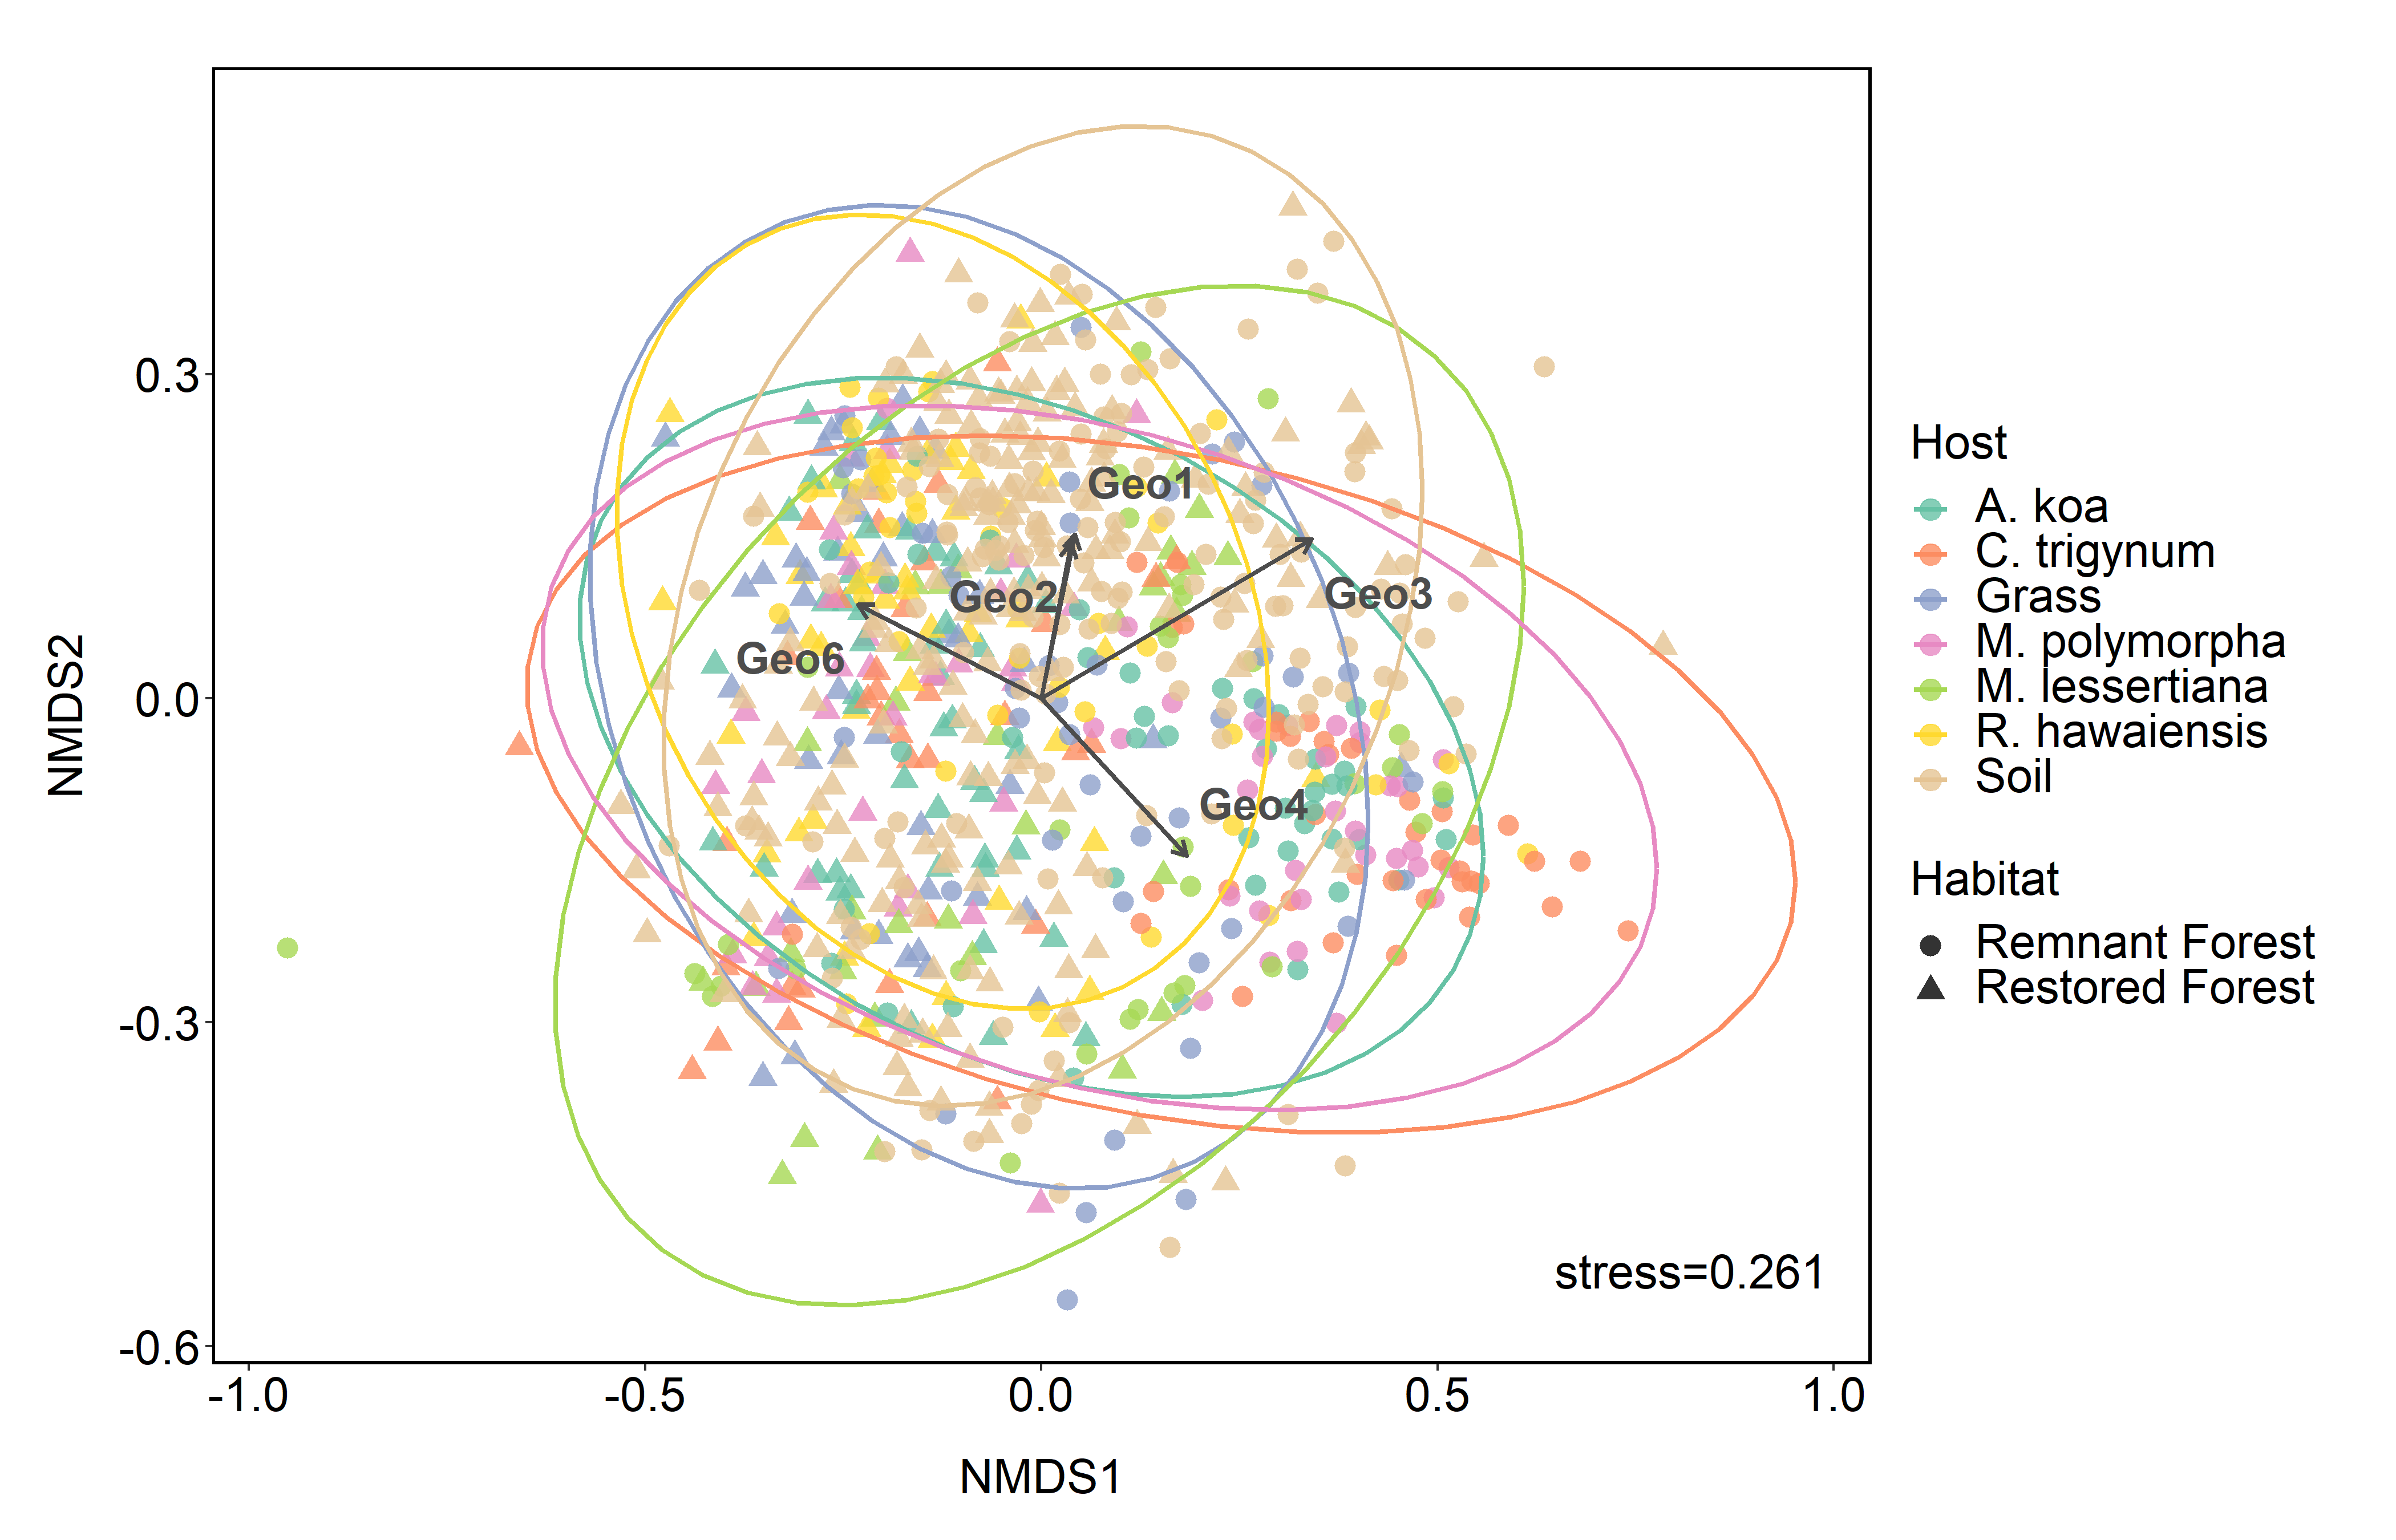 NMDS2
0.3
0.0
-0.3
-0.6
-1.0
-0.5
0.0
0.5
1.0
NMDS1
Geo1
Geo2
Geo3
Geo6
Geo4
stress=0.261
Host
A. koa
C. trigynum
Grass
M. polymorpha
M. lessertiana
R. hawaiensis
Soil
Habitat
Remnant Forest
Restored Forest